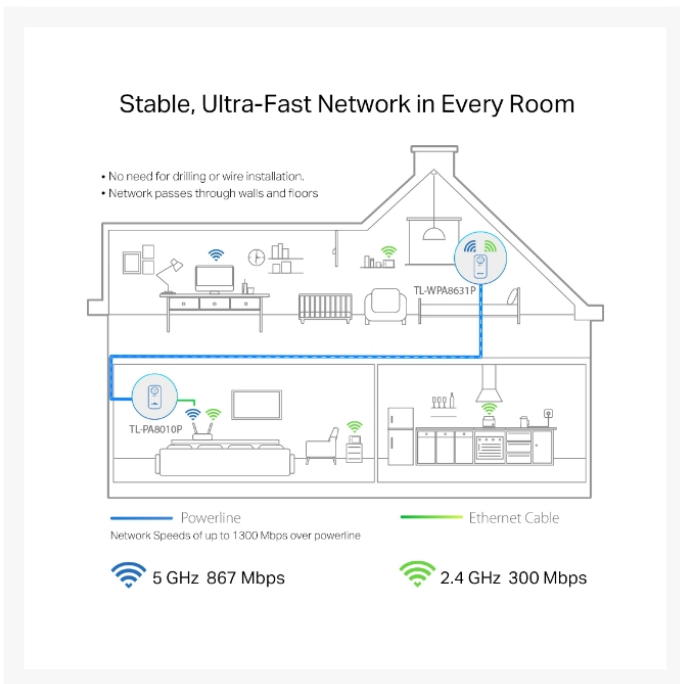 Stable, Ultra-Fast Network in Every Room
• No need for drilling or wire installation.
• Network passes through walls and floors
TL-WPA8631P
TL-PA8010P
Powerline
Ethernet Cable
Network Speeds of up to 1300 Mbps over powerline
5 GHz 867 Mbps
2.4 GHz 300 Mbps